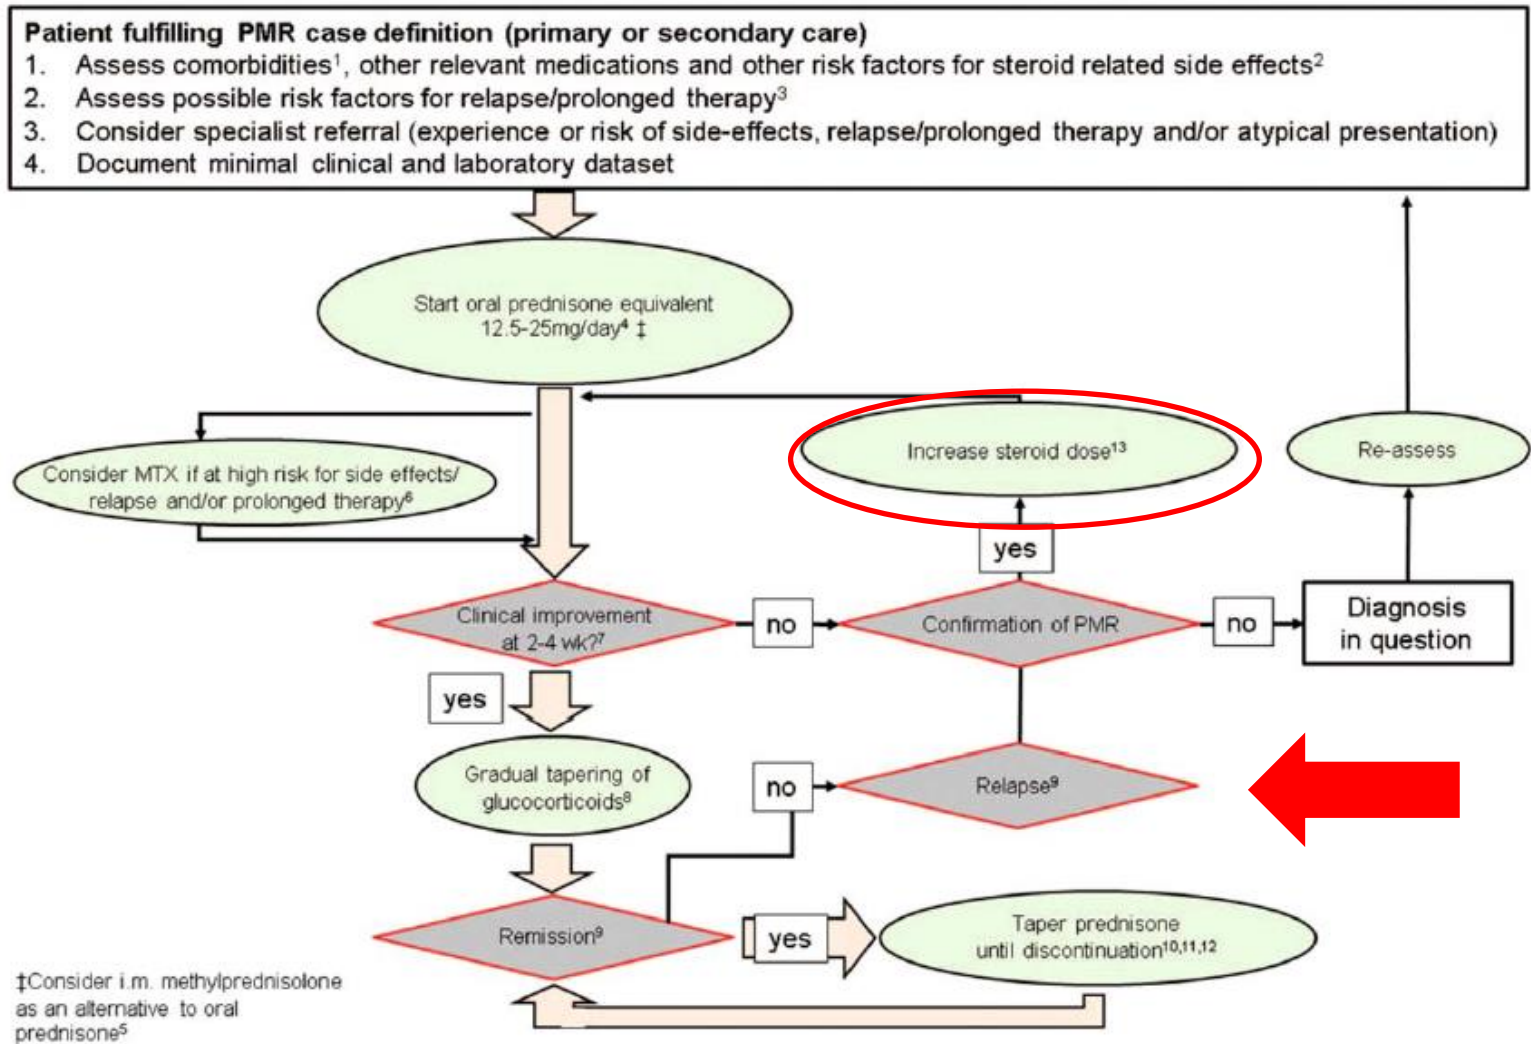 Patient fulfilling PMR case definition (primary or secondary care)
1. Assess comorbidities¹, other relevant medications and other risk factors for steroid related side effects²
2. Assess possible risk factors for relapse/prolonged therapy³
3. Consider specialist referral (experience or risk of side-effects, relapse/prolonged therapy and/or atypical presentation)
4. Document minimal clinical and laboratory dataset
Start oral prednisone equivalent
12.5-25mg/day⁴ ‡
Consider MTX if at high risk for side effects/
relapse and/or prolonged therapy⁶
Increase steroid dose¹³
Re-assess
yes
Clinical improvement
at 2-4 wk?⁷
no
Confirmation of PMR
no
Diagnosis
in question
yes
Gradual tapering of
glucocorticoids⁸
no
Relapse⁹
Remission⁹
yes
Taper prednisone
until discontinuation¹⁰,¹¹,¹²
‡Consider i.m. methylprednisolone
as an alternative to oral
prednisone⁵